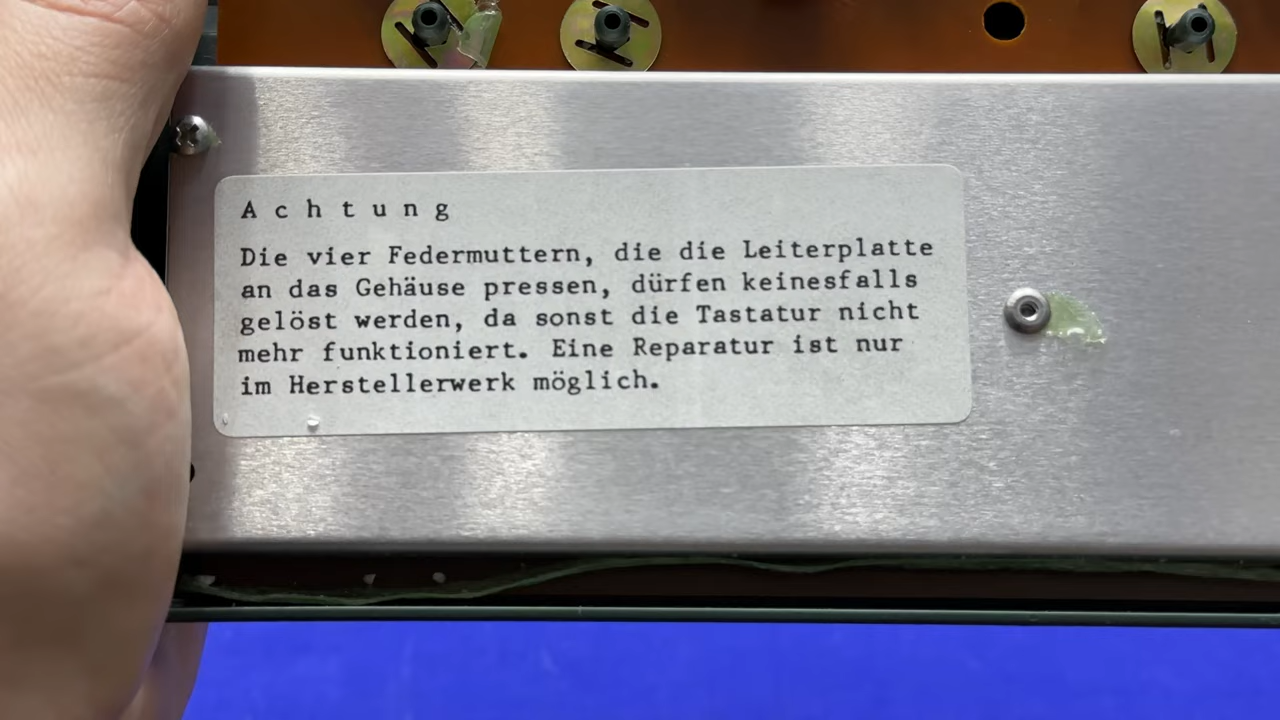 Achtung
Die vier Federmuttern, die die Leiterplatte
an das Gehäuse pressen, dürfen keinesfalls
gelöst werden, da sonst die Tastatur nicht
mehr funktioniert. Eine Reparatur ist nur
im Herstellerwerk möglich.